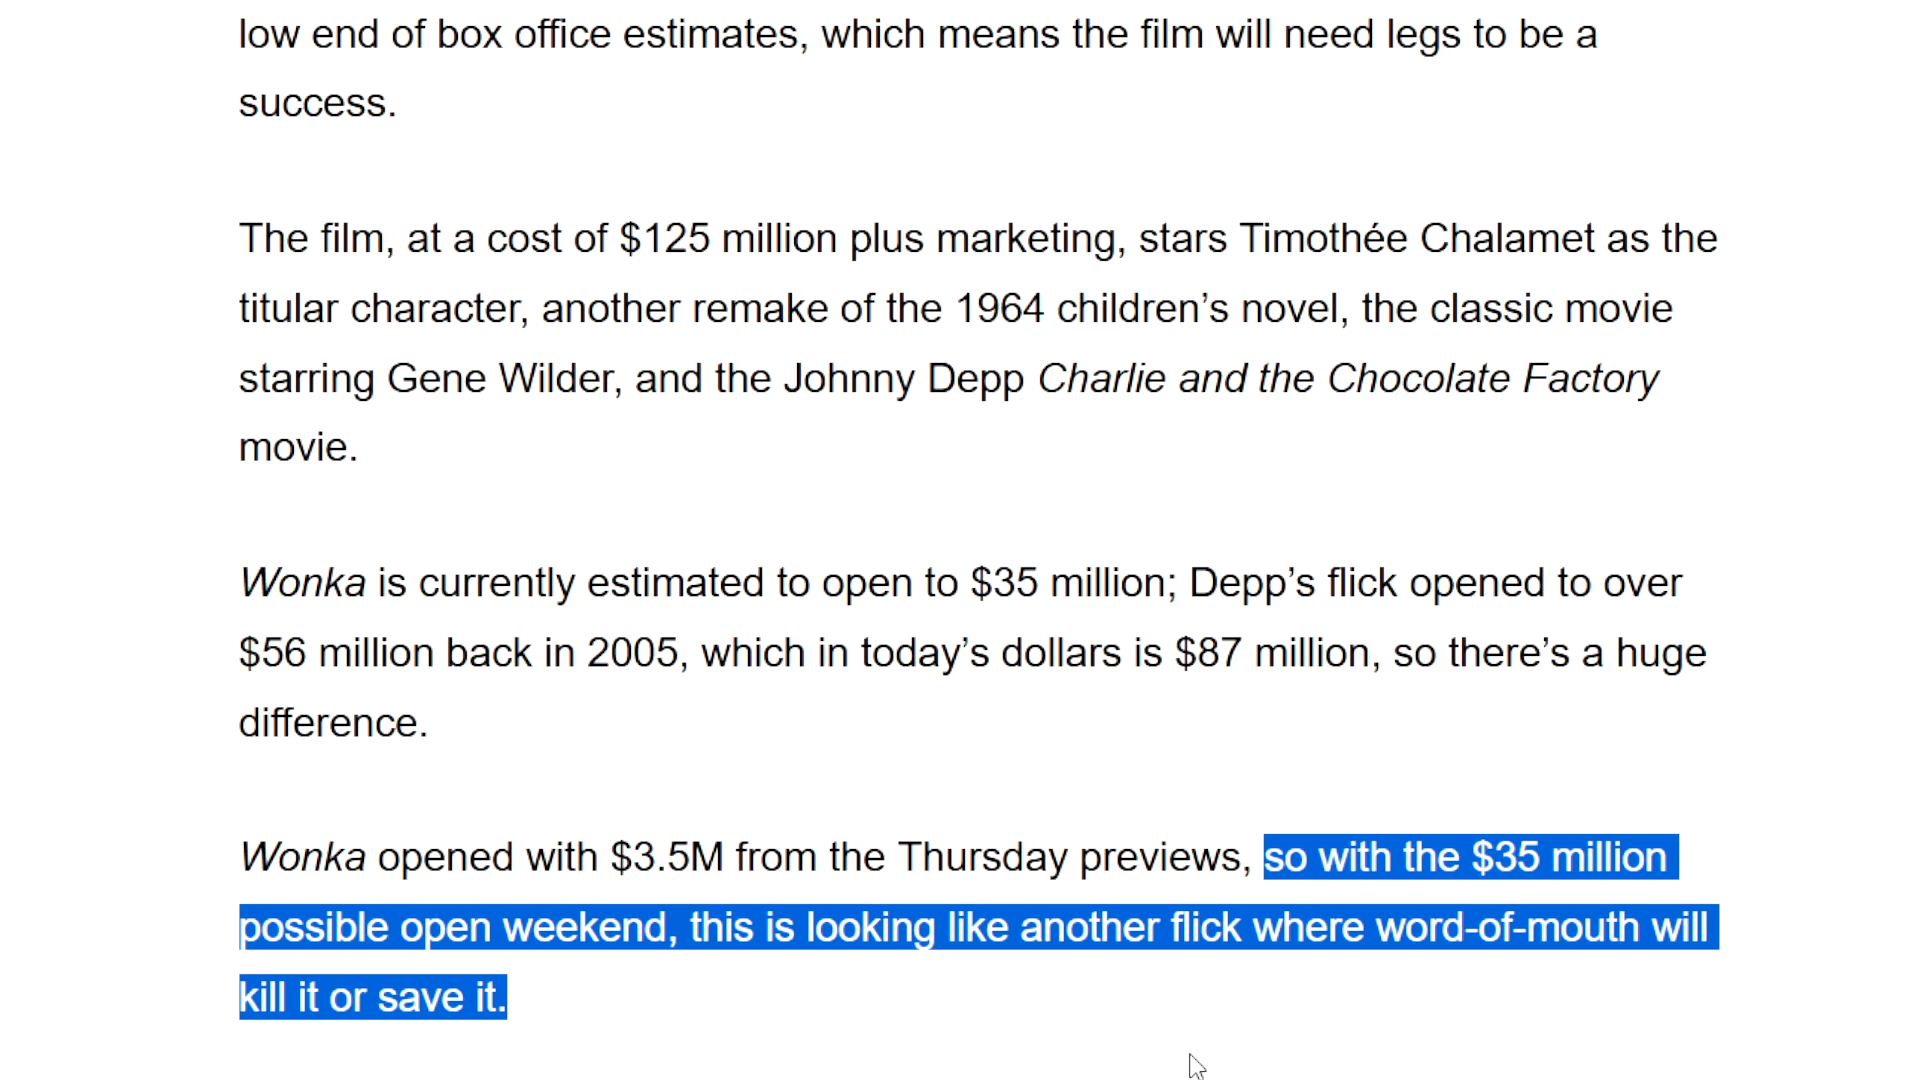 low end of box office estimates, which means the film will need legs to be a
success.
The film, at a cost of $125 million plus marketing, stars Timothée Chalamet as the
titular character, another remake of the 1964 children’s novel, the classic movie
starring Gene Wilder, and the Johnny Depp Charlie and the Chocolate Factory
movie.
Wonka is currently estimated to open to $35 million; Depp’s flick opened to over
$56 million back in 2005, which in today’s dollars is $87 million, so there’s a huge
difference.
Wonka opened with $3.5M from the Thursday previews, so with the $35 million
possible open weekend, this is looking like another flick where word-of-mouth will
kill it or save it.